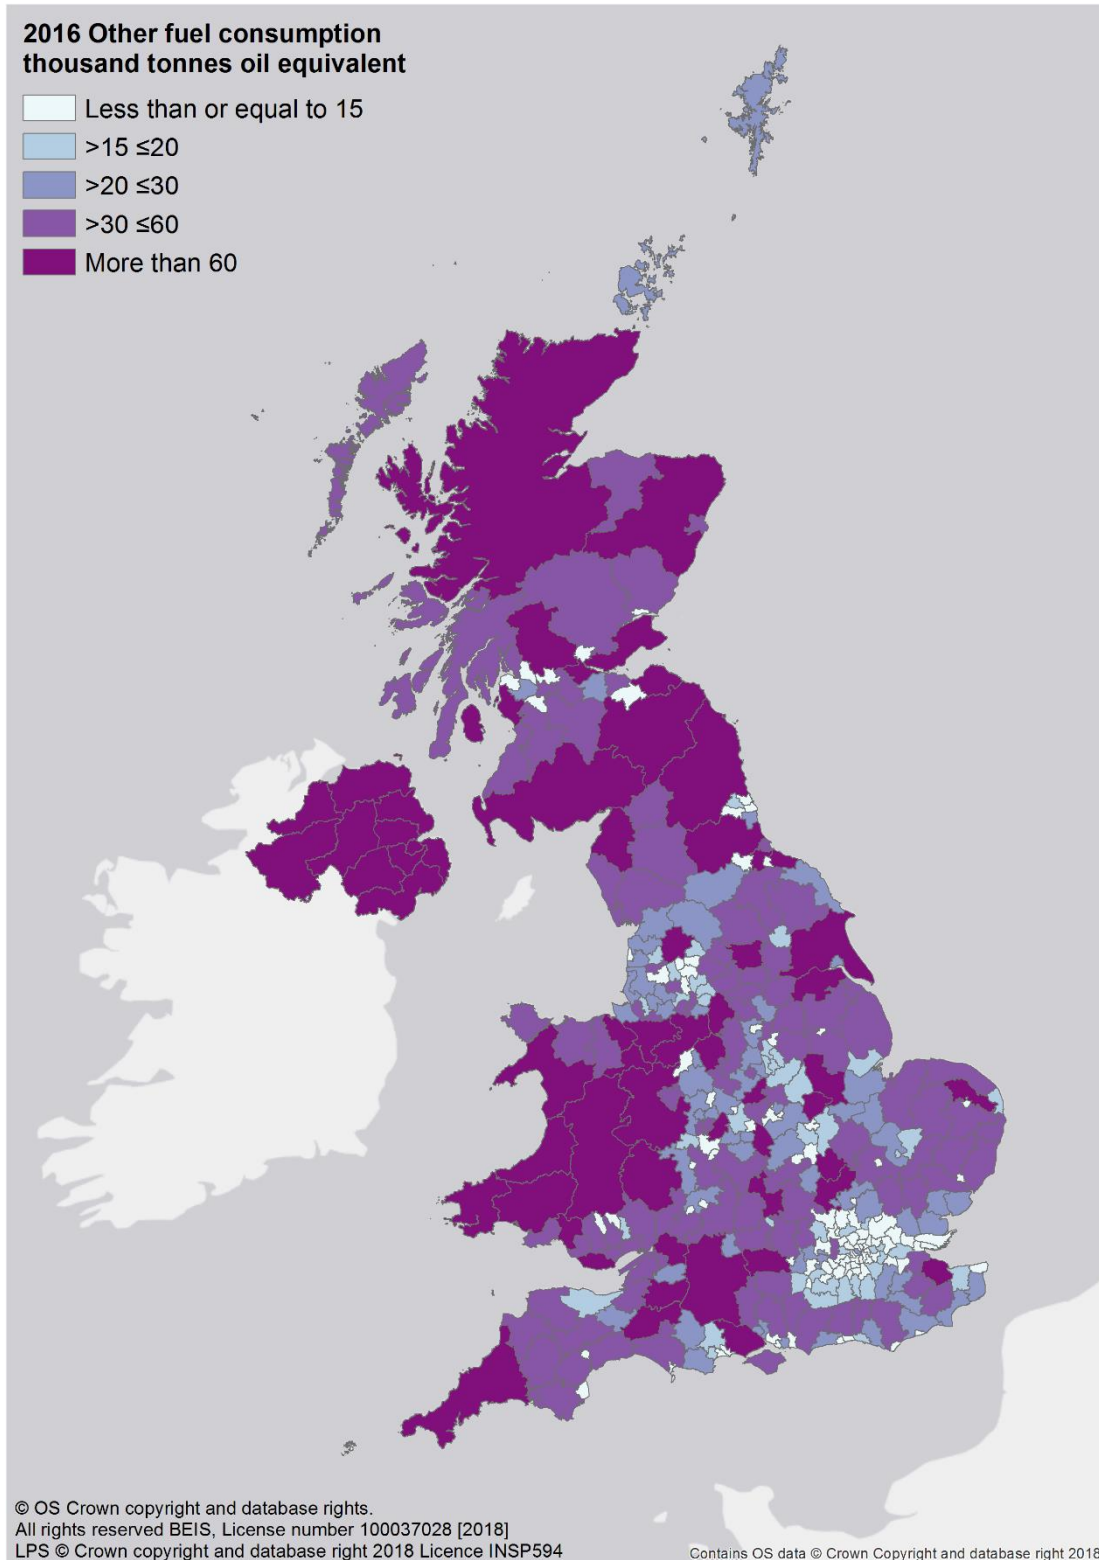 2016 Other fuel consumption
thousand tonnes oil equivalent
Less than or equal to 15
>15 ≤20
>20 ≤30
>30 ≤60
More than 60
© OS Crown copyright and database rights.
All rights reserved BEIS, License number 100037028 [2018]
LPS © Crown copyright and database right 2018 Licence INSP594
Contains OS data © Crown Copyright and database right 2018